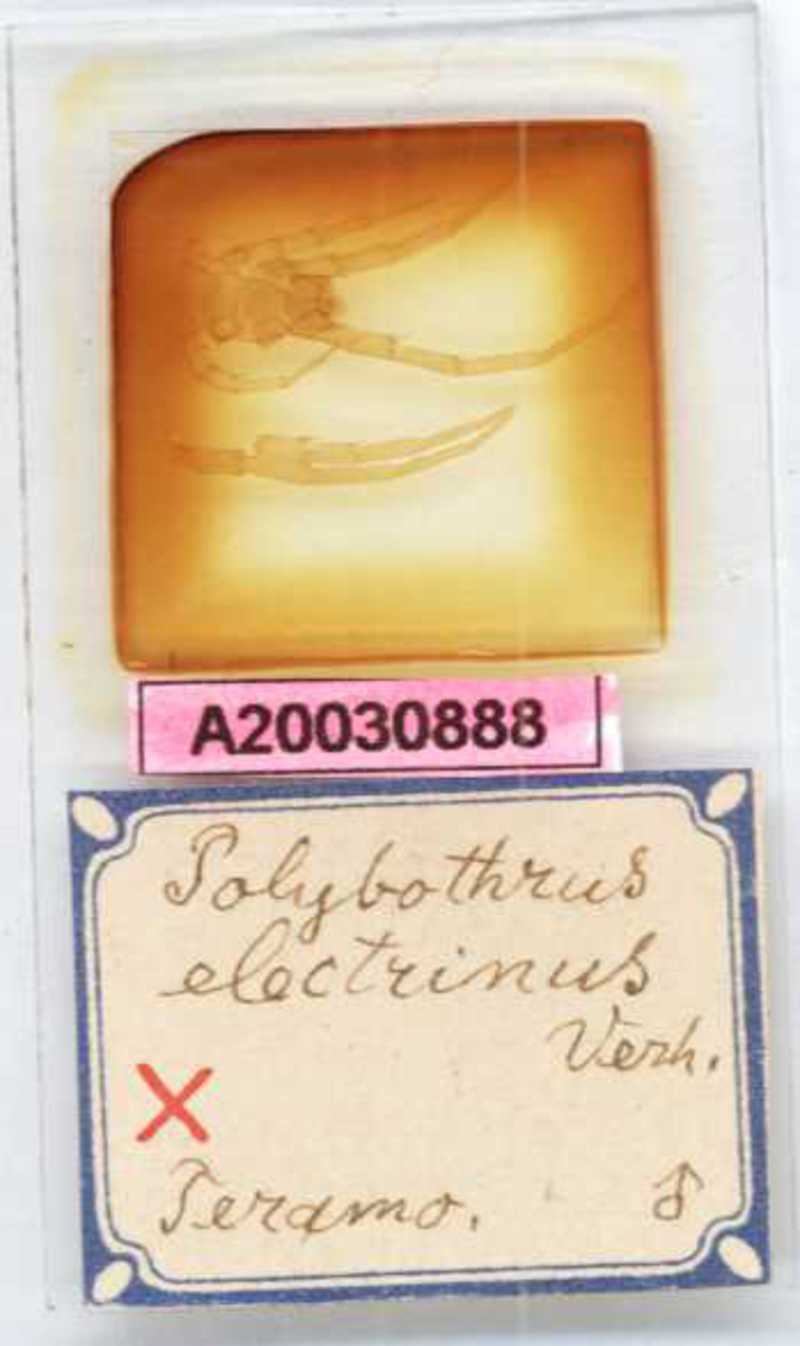 A20030888
Polybothrus
electrinus
Verh.
X
Teramo. ♂